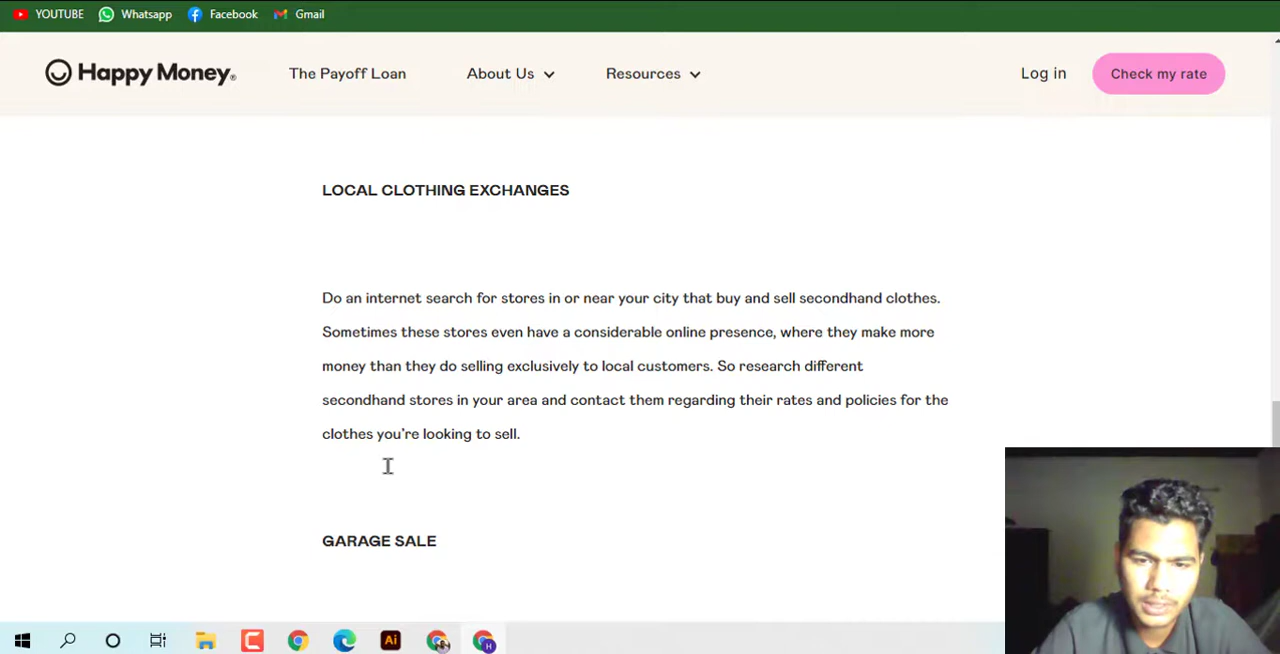 YOUTUBE Whatsapp Facebook Gmail
Happy Money® The Payoff Loan About Us Resources Log in Check my rate
LOCAL CLOTHING EXCHANGES
Do an internet search for stores in or near your city that buy and sell secondhand clothes.
Sometimes these stores even have a considerable online presence, where they make more
money than they do selling exclusively to local customers. So research different
secondhand stores in your area and contact them regarding their rates and policies for the
clothes you're looking to sell.
GARAGE SALE
Ai
H